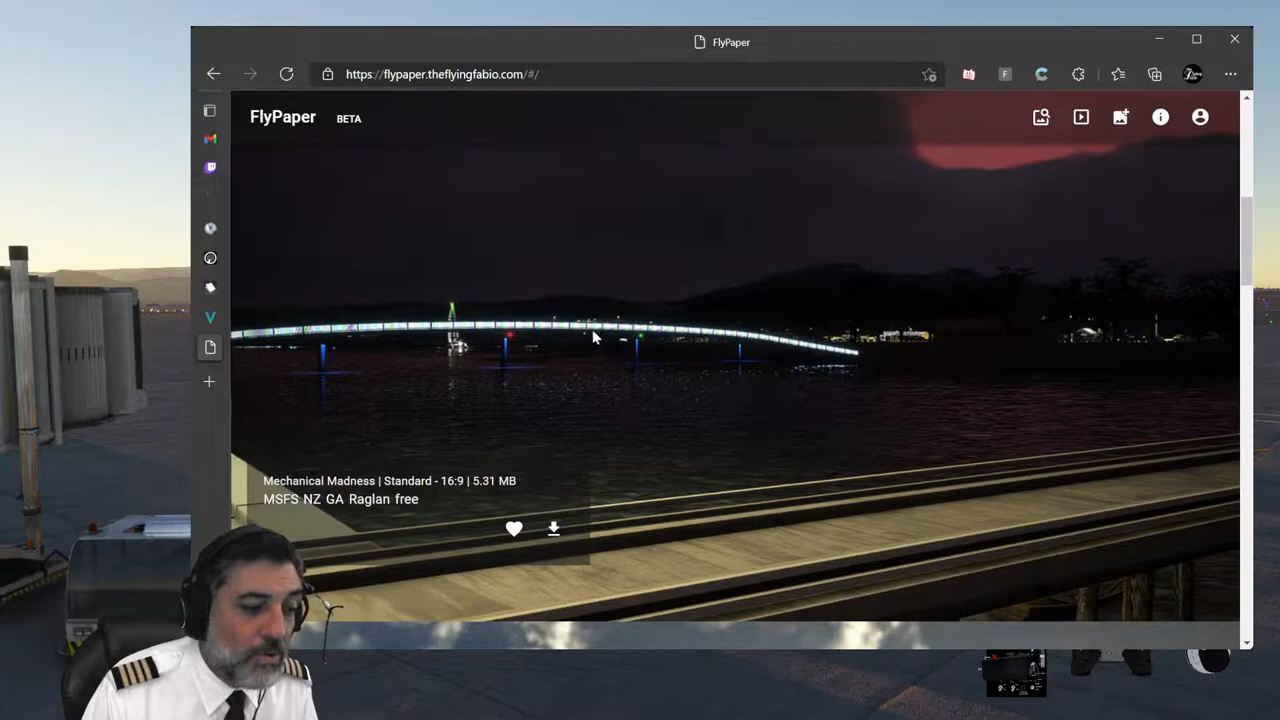 FlyPaper
https://flypaper.theflyingfabio.com/#/
F
FlyPaper BETA
Mechanical Madness | Standard - 16:9 | 5.31 MB
MSFS NZ GA Raglan free